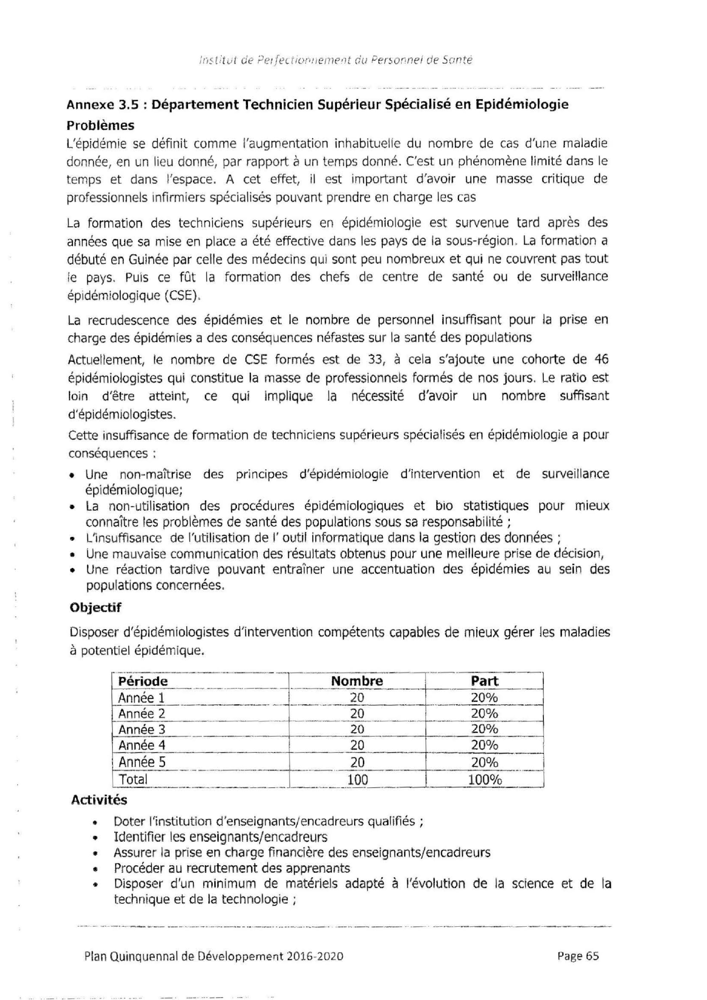 Institut de Perfectionnement du Personnel de Santé
Annexe 3.5 : Département Technicien Supérieur Spécialisé en Epidémiologie
Problèmes
L'épidémie se définit comme l'augmentation inhabituelle du nombre de cas d'une maladie
donnée, en un lieu donné, par rapport à un temps donné. C'est un phénomène limité dans le
temps et dans l'espace. A cet effet, il est important d'avoir une masse critique de
professionnels infirmiers spécialisés pouvant prendre en charge les cas
La formation des techniciens supérieurs en épidémiologie est survenue tard après des
années que sa mise en place a été effective dans les pays de la sous-région. La formation a
débuté en Guinée par celle des médecins qui sont peu nombreux et qui ne couvrent pas tout
le pays. Puis ce fût la formation des chefs de centre de santé ou de surveillance
épidémiologique (CSE).
La recrudescence des épidémies et le nombre de personnel insuffisant pour la prise en
charge des épidémies a des conséquences néfastes sur la santé des populations
Actuellement, le nombre de CSE formés est de 33, à cela s'ajoute une cohorte de 46
épidémiologistes qui constitue la masse de professionnels formés de nos jours. Le ratio est
loin d'être atteint, ce qui implique la nécessité d'avoir un nombre suffisant
d'épidémiologistes.
Cette insuffisance de formation de techniciens supérieurs spécialisés en épidémiologie a pour
conséquences :
• Une non-maîtrise des principes d'épidémiologie d'intervention et de surveillance
épidémiologique;
• La non-utilisation des procédures épidémiologiques et bio statistiques pour mieux
connaître les problèmes de santé des populations sous sa responsabilité ;
• L'insuffisance de l'utilisation de l' outil informatique dans la gestion des données ;
• Une mauvaise communication des résultats obtenus pour une meilleure prise de décision,
• Une réaction tardive pouvant entraîner une accentuation des épidémies au sein des
populations concernées.
Objectif
Disposer d'épidémiologistes d'intervention compétents capables de mieux gérer les maladies
à potentiel épidémique.
Période Nombre Part
Année 1 20 20%
Année 2 20 20%
Année 3 20 20%
Année 4 20 20%
Année 5 20 20%
Total 100 100%
Activités
• Doter l'institution d'enseignants/encadreurs qualifiés ;
• Identifier les enseignants/encadreurs
• Assurer la prise en charge financière des enseignants/encadreurs
• Procéder au recrutement des apprenants
• Disposer d'un minimum de matériels adapté à l'évolution de la science et de la
technique et de la technologie ;
Plan Quinquennal de Développement 2016-2020 Page 65